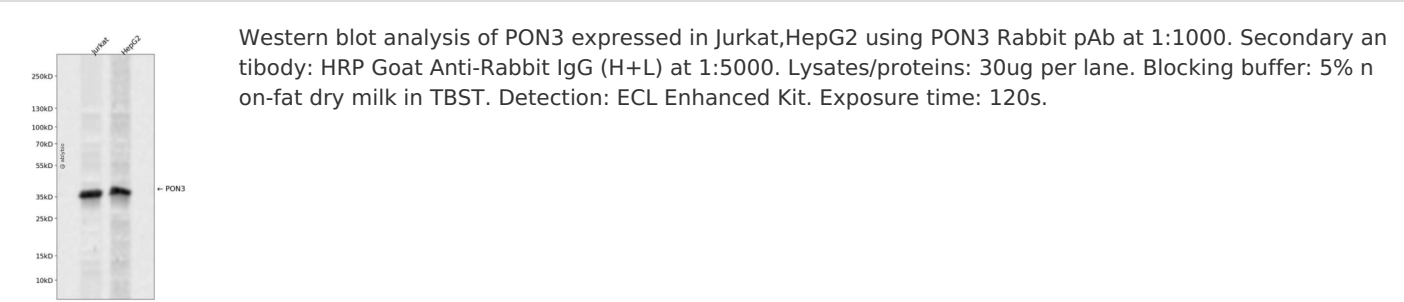 Jurkat
HepG2
250kD
130kD
100kD
70kD
55kD
35kD
25kD
15kD
10kD
@ ablybio
← PON3
Western blot analysis of PON3 expressed in Jurkat,HepG2 using PON3 Rabbit pAb at 1:1000. Secondary an
tibody: HRP Goat Anti-Rabbit IgG (H+L) at 1:5000. Lysates/proteins: 30ug per lane. Blocking buffer: 5% n
on-fat dry milk in TBST. Detection: ECL Enhanced Kit. Exposure time: 120s.